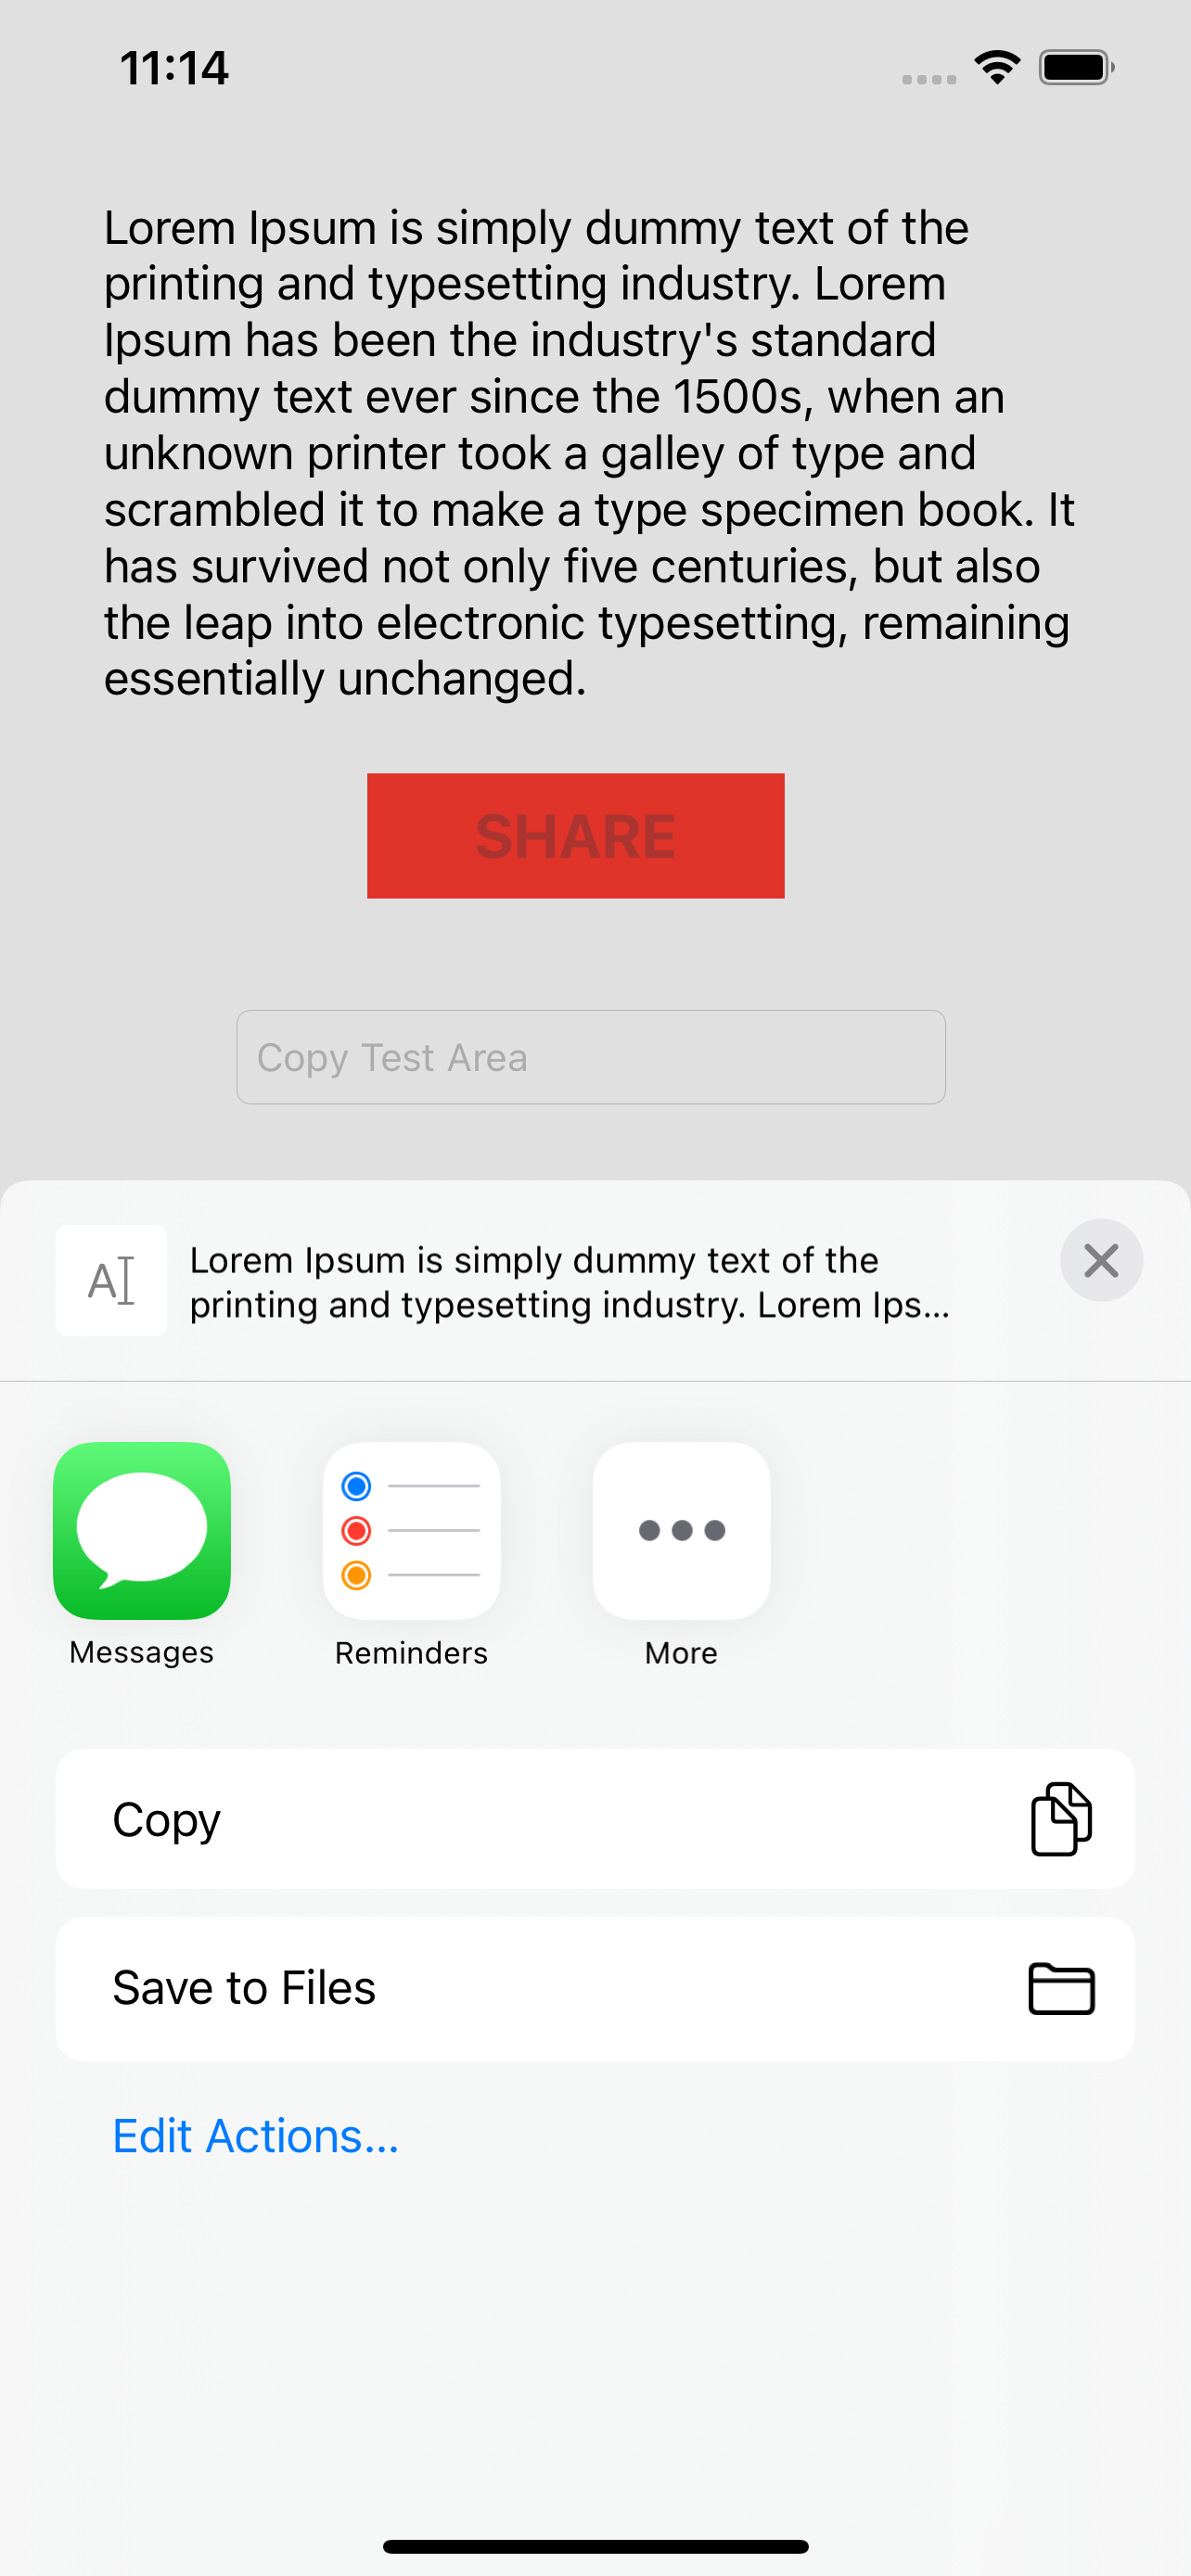 11:14
Lorem Ipsum is simply dummy text of the
printing and typesetting industry. Lorem
Ipsum has been the industry's standard
dummy text ever since the 1500s, when an
unknown printer took a galley of type and
scrambled it to make a type specimen book. It
has survived not only five centuries, but also
the leap into electronic typesetting, remaining
essentially unchanged.
SHARE
Copy Test Area
Lorem Ipsum is simply dummy text of the
printing and typesetting industry. Lorem Ips...
Messages
Reminders
More
Copy
Save to Files
Edit Actions...